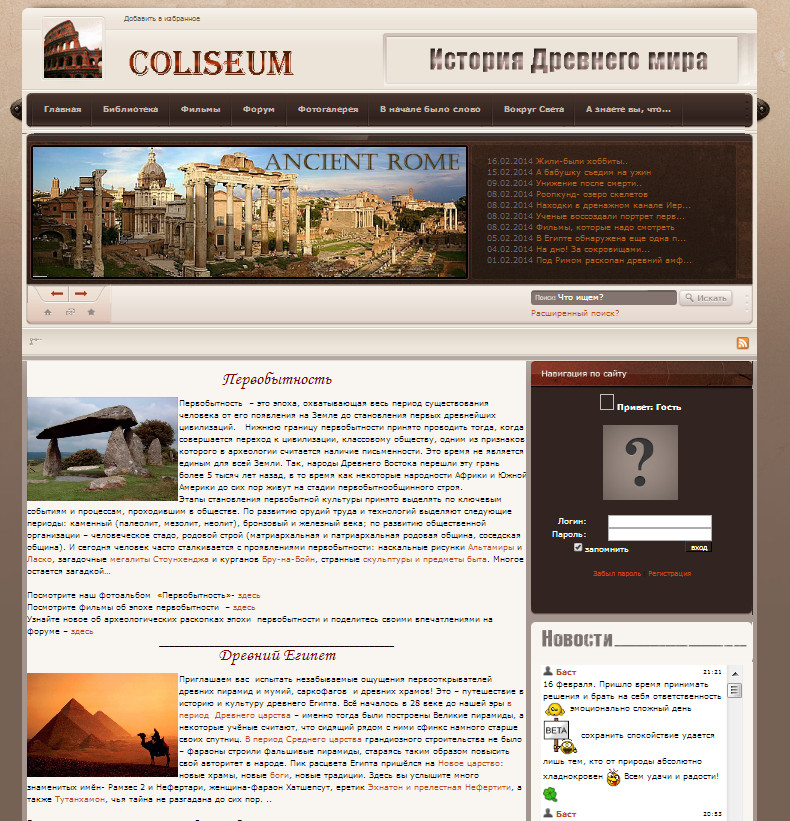 Добавить в избранное
COLISEUM
История Древнего мира
Главная Библиотека Фильмы Форум Фотогалерея В начале было слово Вокруг Света А знаете вы, что...
ANCIENT ROME
16.02.2014 Жили-были хоббиты..
15.02.2014 А бабушку съедим на ужин
09.02.2014 Унижение после смерти..
08.02.2014 Роопкунд- озеро скелетов
08.02.2014 Находки в дренажном канале Иер...
08.02.2014 Ученые воссоздали портрет перв...
08.02.2014 Фильмы, которые надо смотреть
05.02.2014 В Египте обнаружена еще одна п...
04.02.2014 На дно! За сокровищами...
01.02.2014 Под Римом раскопан древний амф...
Поиск Что ищем? Искать
Расширенный поиск?
Первобытность
Первобытность – это эпоха, охватывающая весь период существования
человека от его появления на Земле до становления первых древнейших
цивилизаций. Нижнюю границу первобытности принято проводить тогда, когда
совершается переход к цивилизации, классовому обществу, одним из признаков
которого в археологии считается наличие письменности. Это время не является
единым для всей Земли. Так, народы Древнего Востока перешли эту грань
более 5 тысяч лет назад, в то время как некоторые народности Африки и Южной
Америки до сих пор живут на стадии первобытнообщинного строя.
Этапы становления первобытной культуры принято выделять по ключевым
событиям и процессам, проходившим в обществе. По развитию орудий труда и технологий выделяют следующие
периоды: каменный (палеолит, мезолит, неолит), бронзовый и железный века; по развитию общественной
организации – человеческое стадо, родовой строй (матриархальная и патриархальная родовая община, соседская
община). И сегодня человек часто сталкивается с проявлениями первобытности: наскальные рисунки Альтамиры и
Ласко, загадочные мегалиты Стоунхенджа и курганов Бру-на-Бойн, странные скульптуры и предметы быта. Многое
остается загадкой...
Посмотрите наш фотоальбом «Первобытность»- здесь
Посмотрите фильмы об эпохе первобытности – здесь
Узнайте новое об археологических раскопках эпохи первобытности и поделитесь своими впечатлениями на
форуме – здесь
Древний Египет
Приглашаем вас испытать незабываемые ощущения первооткрывателей
древних пирамид и мумий, саркофагов и древних храмов! Это – путешествие в
историю и культуру древнего Египта. Всё началось в 28 веке до нашей эры в
период Древнего царства – именно тогда были построены Великие пирамиды, а
некоторые учёные считают, что сидящий рядом с ними сфинкс намного старше
своих спутниц. В период Среднего царства грандиозного строительства не было
– фараоны строили фальшивые пирамиды, стараясь таким образом повысить
свой авторитет в народе. Пик расцвета Египта пришёлся на Новое царство:
новые храмы, новые боги, новые традиции. Здесь вы услышите много
знаменитых имён- Рамзес 2 и Нефертари, женщина-фараон Хатшепсут, еретик Эхнатон и прелестная Нефертити, а
также Тутанхамон, чья тайна не разгадана до сих пор. ..
Навигация по сайту
Привет: Гость
?
Логин:
Пароль:
запомнить вход
Забыл пароль | Регистрация
Новости
Баст 21:21
16 февраля. Пришло время принимать
решения и брать на себя ответственность
эмоционально сложный день
BETA
сохранить спокойствие удается
лишь тем, кто от природы абсолютно
хладнокровен Всем удачи и радости!
Баст 20:53